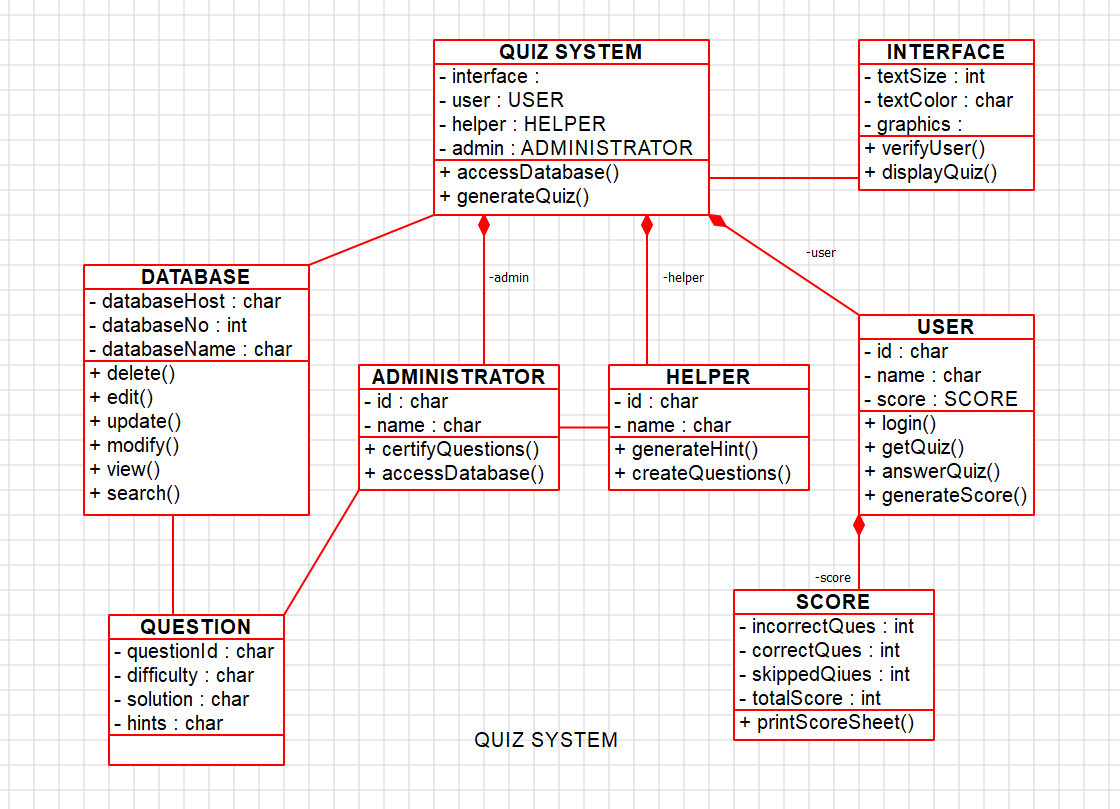 QUIZ SYSTEM
- interface :
- user : USER
- helper : HELPER
- admin : ADMINISTRATOR
+ accessDatabase()
+ generateQuiz()
INTERFACE
- textSize : int
- textColor : char
- graphics :
+ verifyUser()
+ displayQuiz()
-admin
-helper
-user
DATABASE
- databaseHost : char
- databaseNo : int
- databaseName : char
+ delete()
+ edit()
+ update()
+ modify()
+ view()
+ search()
ADMINISTRATOR
- id : char
- name : char
+ certifyQuestions()
+ accessDatabase()
HELPER
- id : char
- name : char
+ generateHint()
+ createQuestions()
USER
- id : char
- name : char
- score : SCORE
+ login()
+ getQuiz()
+ answerQuiz()
+ generateScore()
-score
QUESTION
- questionId : char
- difficulty : char
- solution : char
- hints : char
SCORE
- incorrectQues : int
- correctQues : int
- skippedQiues : int
- totalScore : int
+ printScoreSheet()
QUIZ SYSTEM